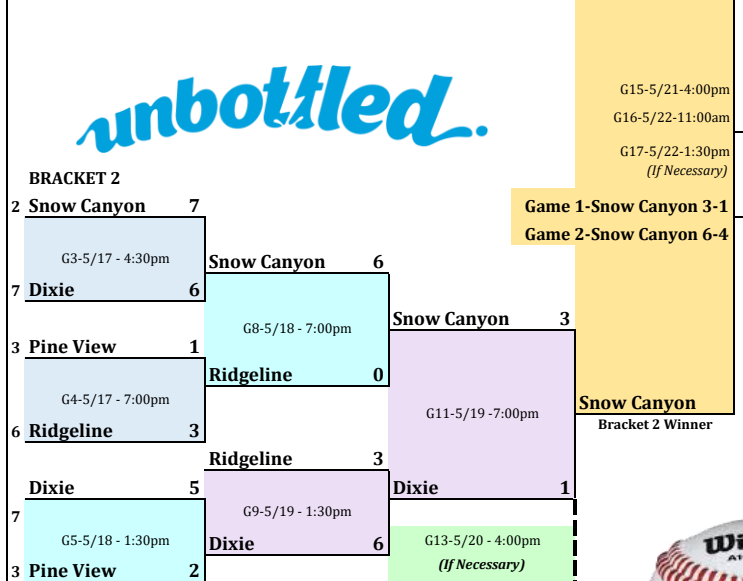 unbottled.
G15-5/21-4:00pm
G16-5/22-11:00am
G17-5/22-1:30pm
(If Necessary)
BRACKET 2
2 Snow Canyon 7
Game 1-Snow Canyon 3-1
Game 2-Snow Canyon 6-4
G3-5/17 - 4:30pm
Snow Canyon 6
7 Dixie 6
G8-5/18 - 7:00pm
Snow Canyon 3
3 Pine View 1
Ridgeline 0
G4-5/17 - 7:00pm
Snow Canyon
G11-5/19 -7:00pm
Bracket 2 Winner
6 Ridgeline 3
Ridgeline 3
Dixie 5
Dixie 1
7
G9-5/19 - 1:30pm
G5-5/18 - 1:30pm
Dixie 6
G13-5/20 - 4:00pm
(If Necessary)
3 Pine View 2